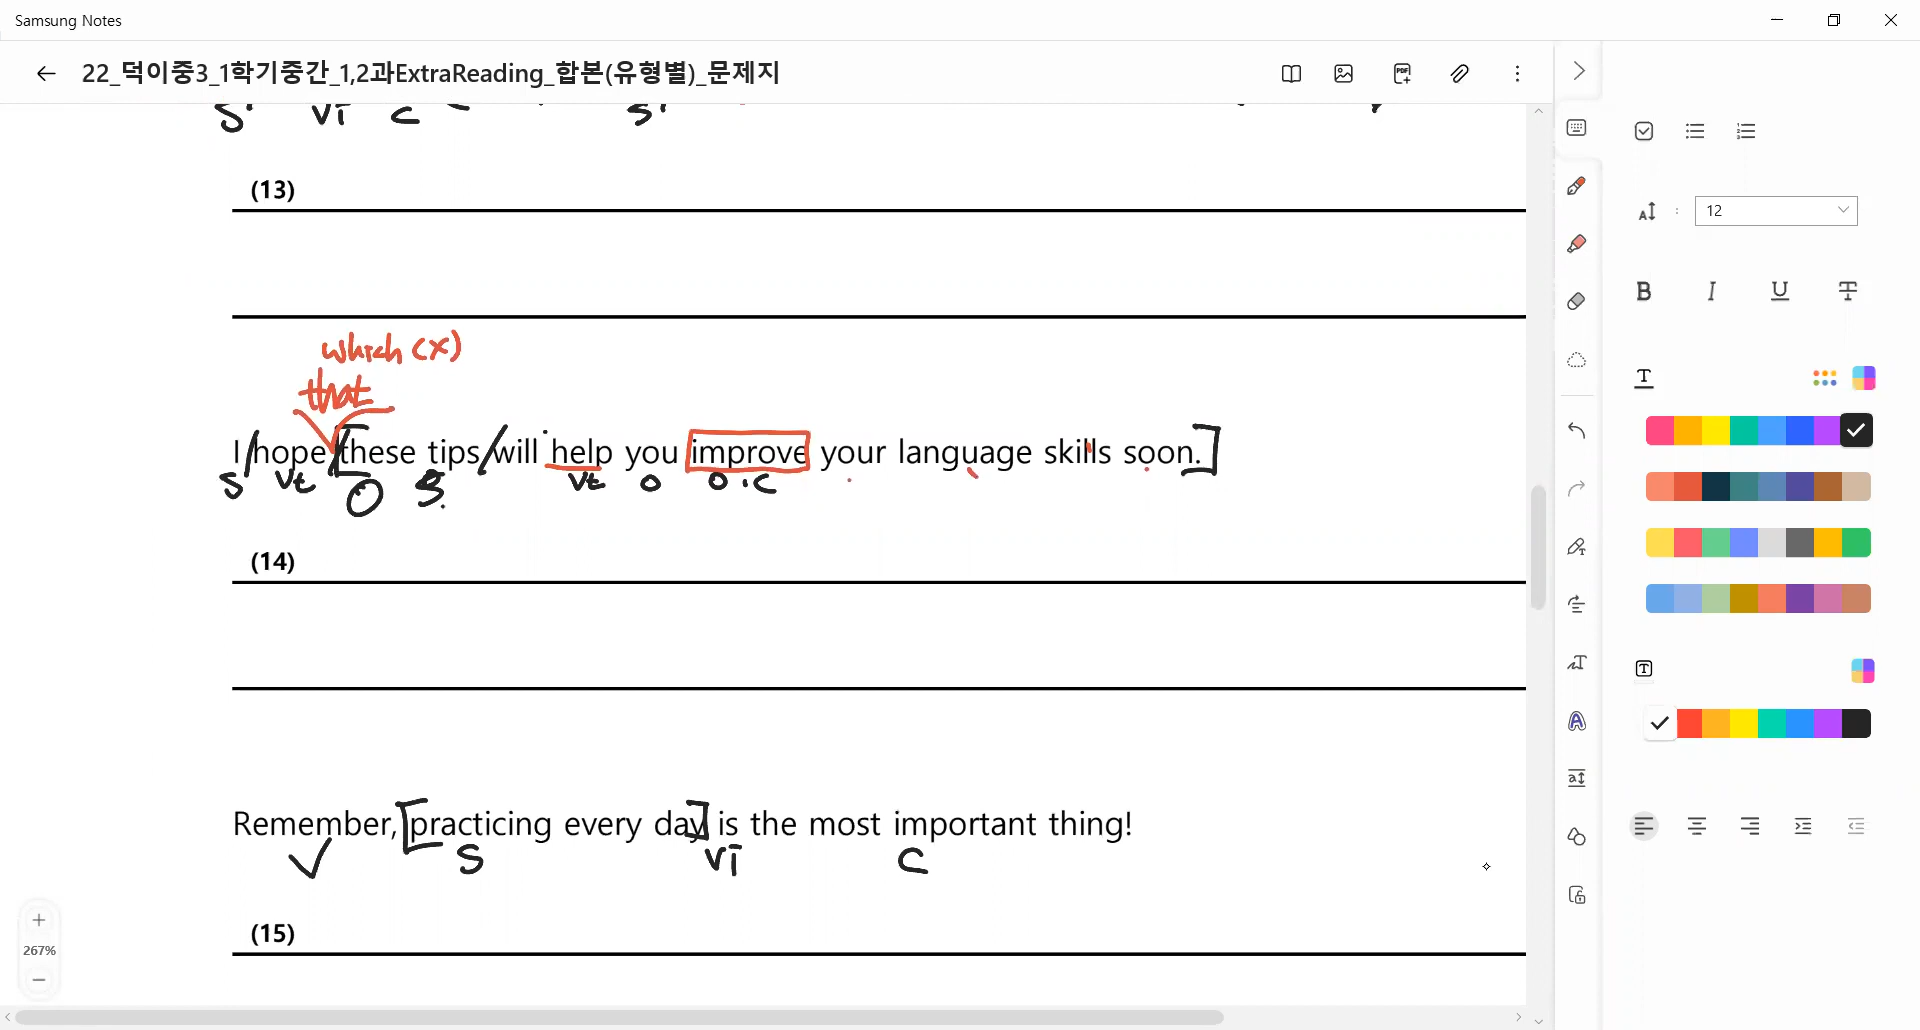 Samsung Notes
22_덕이중3_1학기중간_1,2과ExtraReading_합본(유형별)_문제지
S' Vi C S'
(13)
which (x)
that
I hope these tips will help you improve your language skills soon.
S Vt O S Vt O O.C
(14)
Remember, practicing every day is the most important thing!
V S Vi C
(15)
267%
12
B I U T
T
T